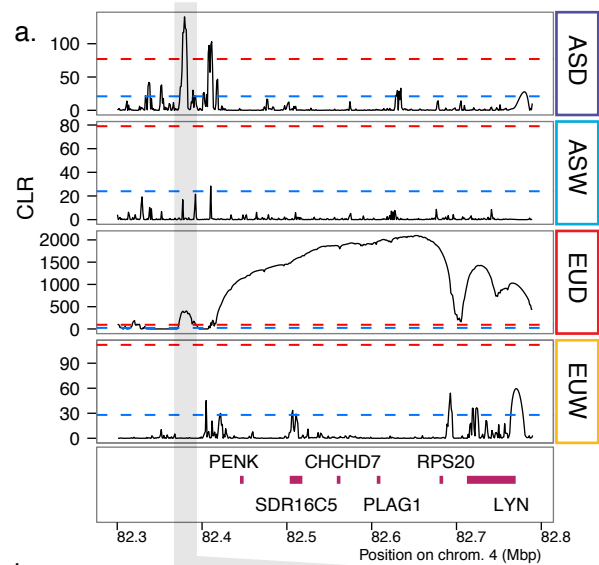 a.
CLR
100
50
0
ASD
80
60
40
20
0
ASW
2000
1500
1000
500
0
EUD
90
60
30
0
EUW
PENK CHCHD7 RPS20
SDR16C5 PLAG1 LYN
82.3 82.4 82.5 82.6 82.7 82.8
Position on chrom. 4 (Mbp)